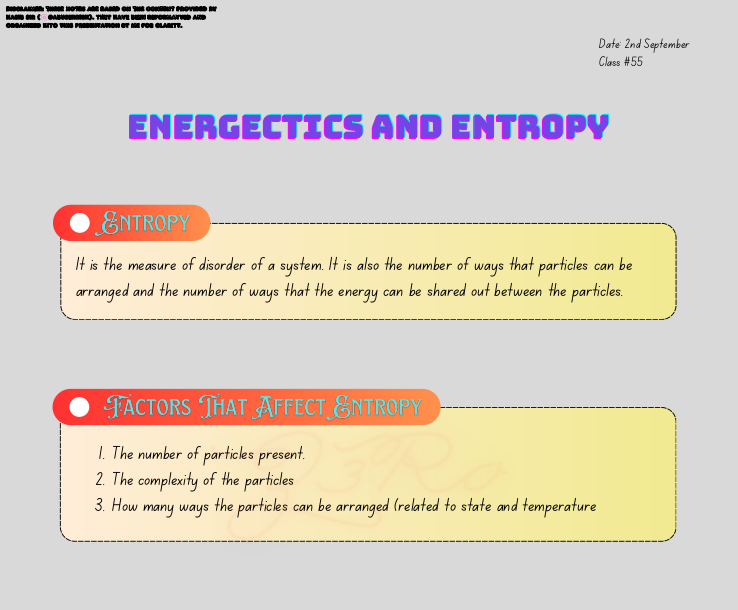 DISCLAIMER: THESE NOTES ARE BASED ON THE CONTENT PROVIDED BY
THEY HAVE BEEN REFORMATTED AND
ORGANISED INTO THIS PRESENTATION BY ME FOR CLARITY.
Date: 2nd September
Class #55
ENERGECTICS AND ENTROPY
ENTROPY
It is the measure of disorder of a system. It is also the number of ways that particles can be
arranged and the number of ways that the energy can be shared out between the particles.
FACTORS THAT AFFECT ENTROPY
1. The number of particles present.
2. The complexity of the particles
3. How many ways the particles can be arranged (related to state and temperature